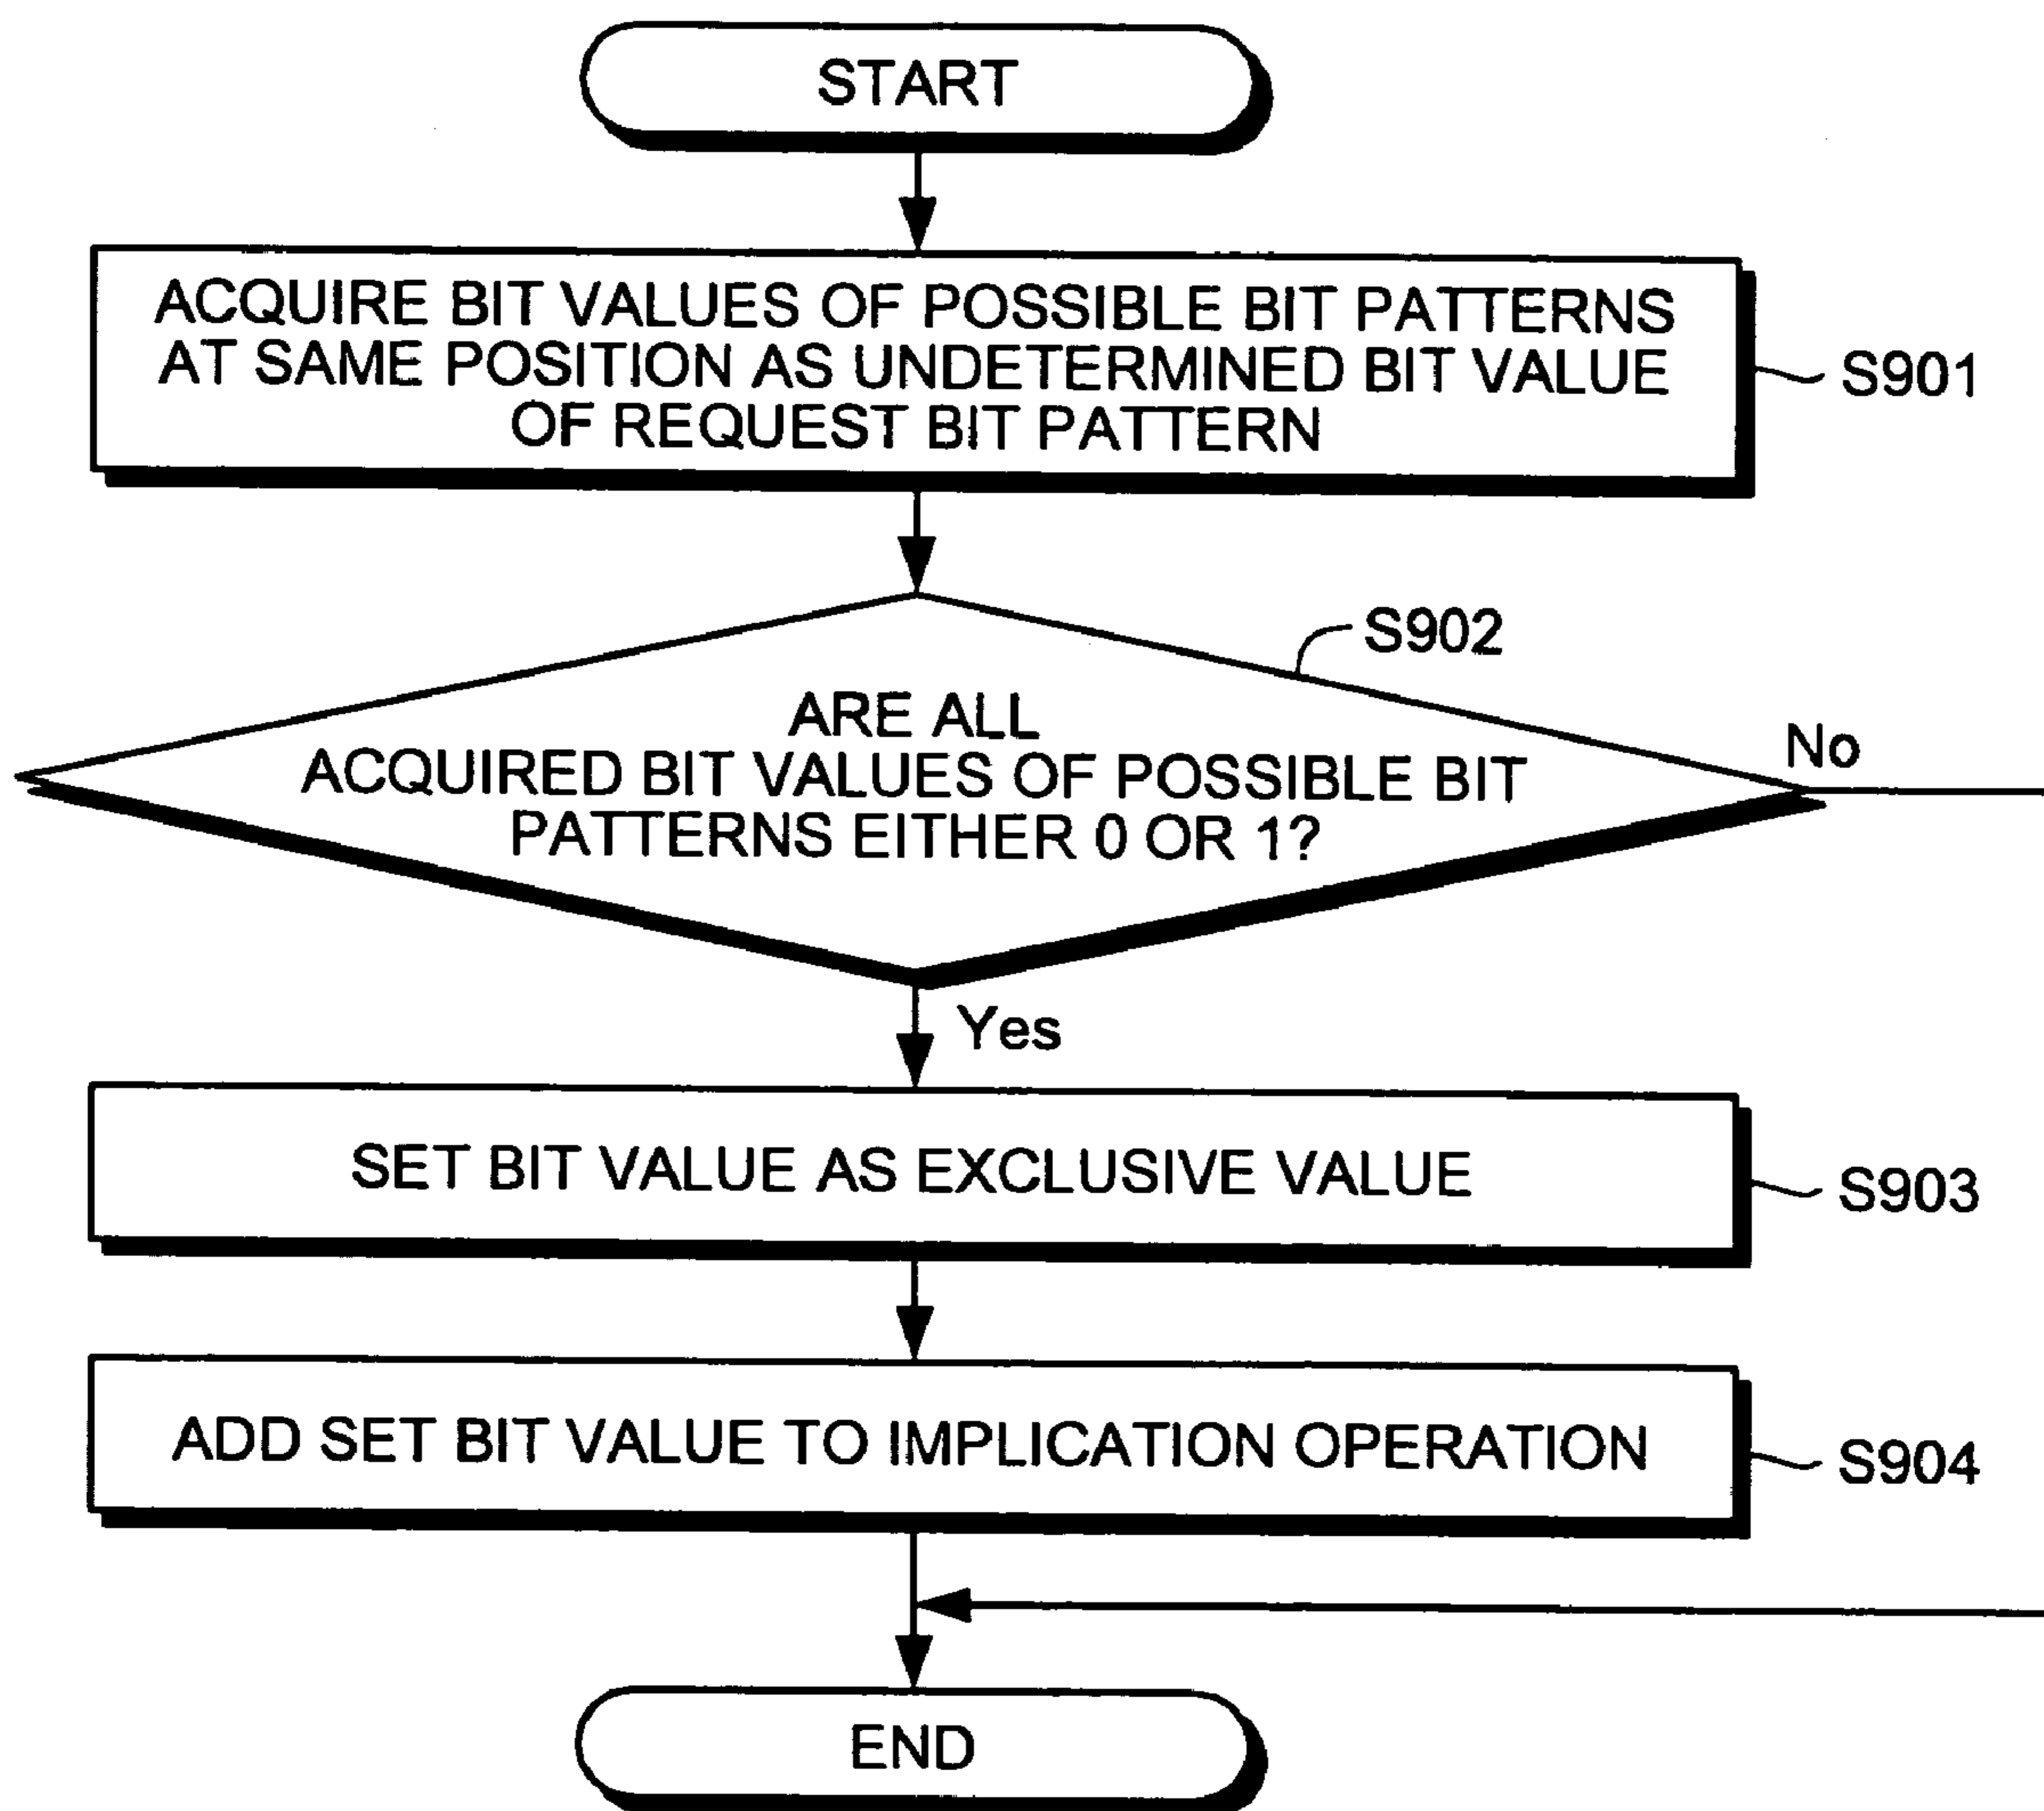 START
ACQUIRE BIT VALUES OF POSSIBLE BIT PATTERNS
AT SAME POSITION AS UNDETERMINED BIT VALUE
OF REQUEST BIT PATTERN
S901
S902
ARE ALL
ACQUIRED BIT VALUES OF POSSIBLE BIT
PATTERNS EITHER 0 OR 1?
No
Yes
SET BIT VALUE AS EXCLUSIVE VALUE
S903
ADD SET BIT VALUE TO IMPLICATION OPERATION
S904
END